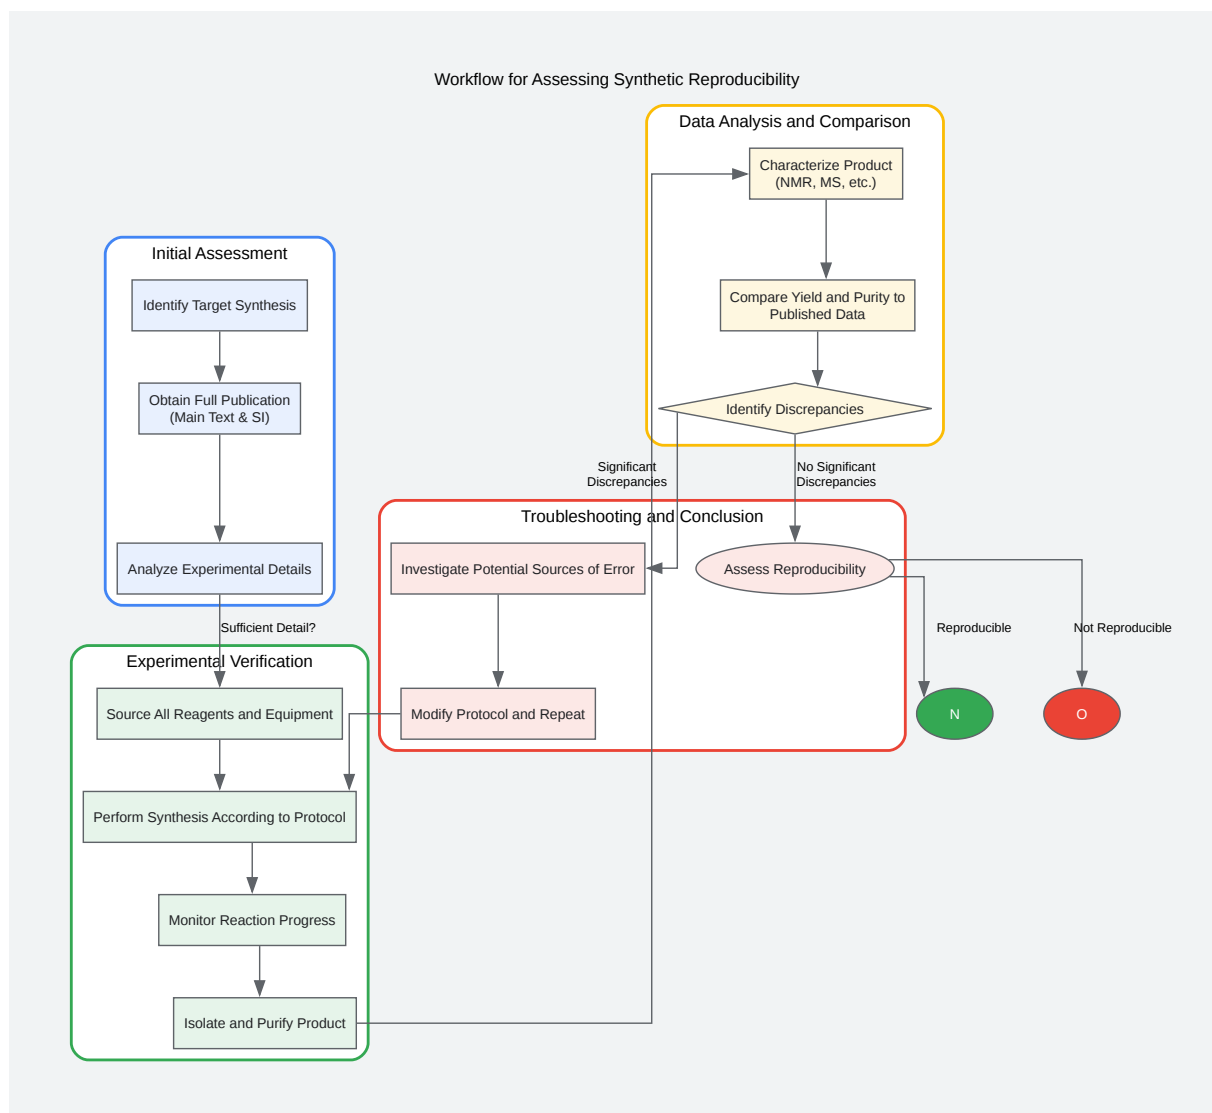 Workflow for Assessing Synthetic Reproducibility
Data Analysis and Comparison
Characterize Product
(NMR, MS, etc.)
Compare Yield and Purity to
Published Data
Identify Discrepancies
Initial Assessment
Identify Target Synthesis
Obtain Full Publication
(Main Text & SI)
Analyze Experimental Details
Sufficient Detail?
Significant
Discrepancies
No Significant
Discrepancies
Troubleshooting and Conclusion
Investigate Potential Sources of Error
Assess Reproducibility
Modify Protocol and Repeat
Reproducible
Not Reproducible
N
O
Experimental Verification
Source All Reagents and Equipment
Perform Synthesis According to Protocol
Monitor Reaction Progress
Isolate and Purify Product